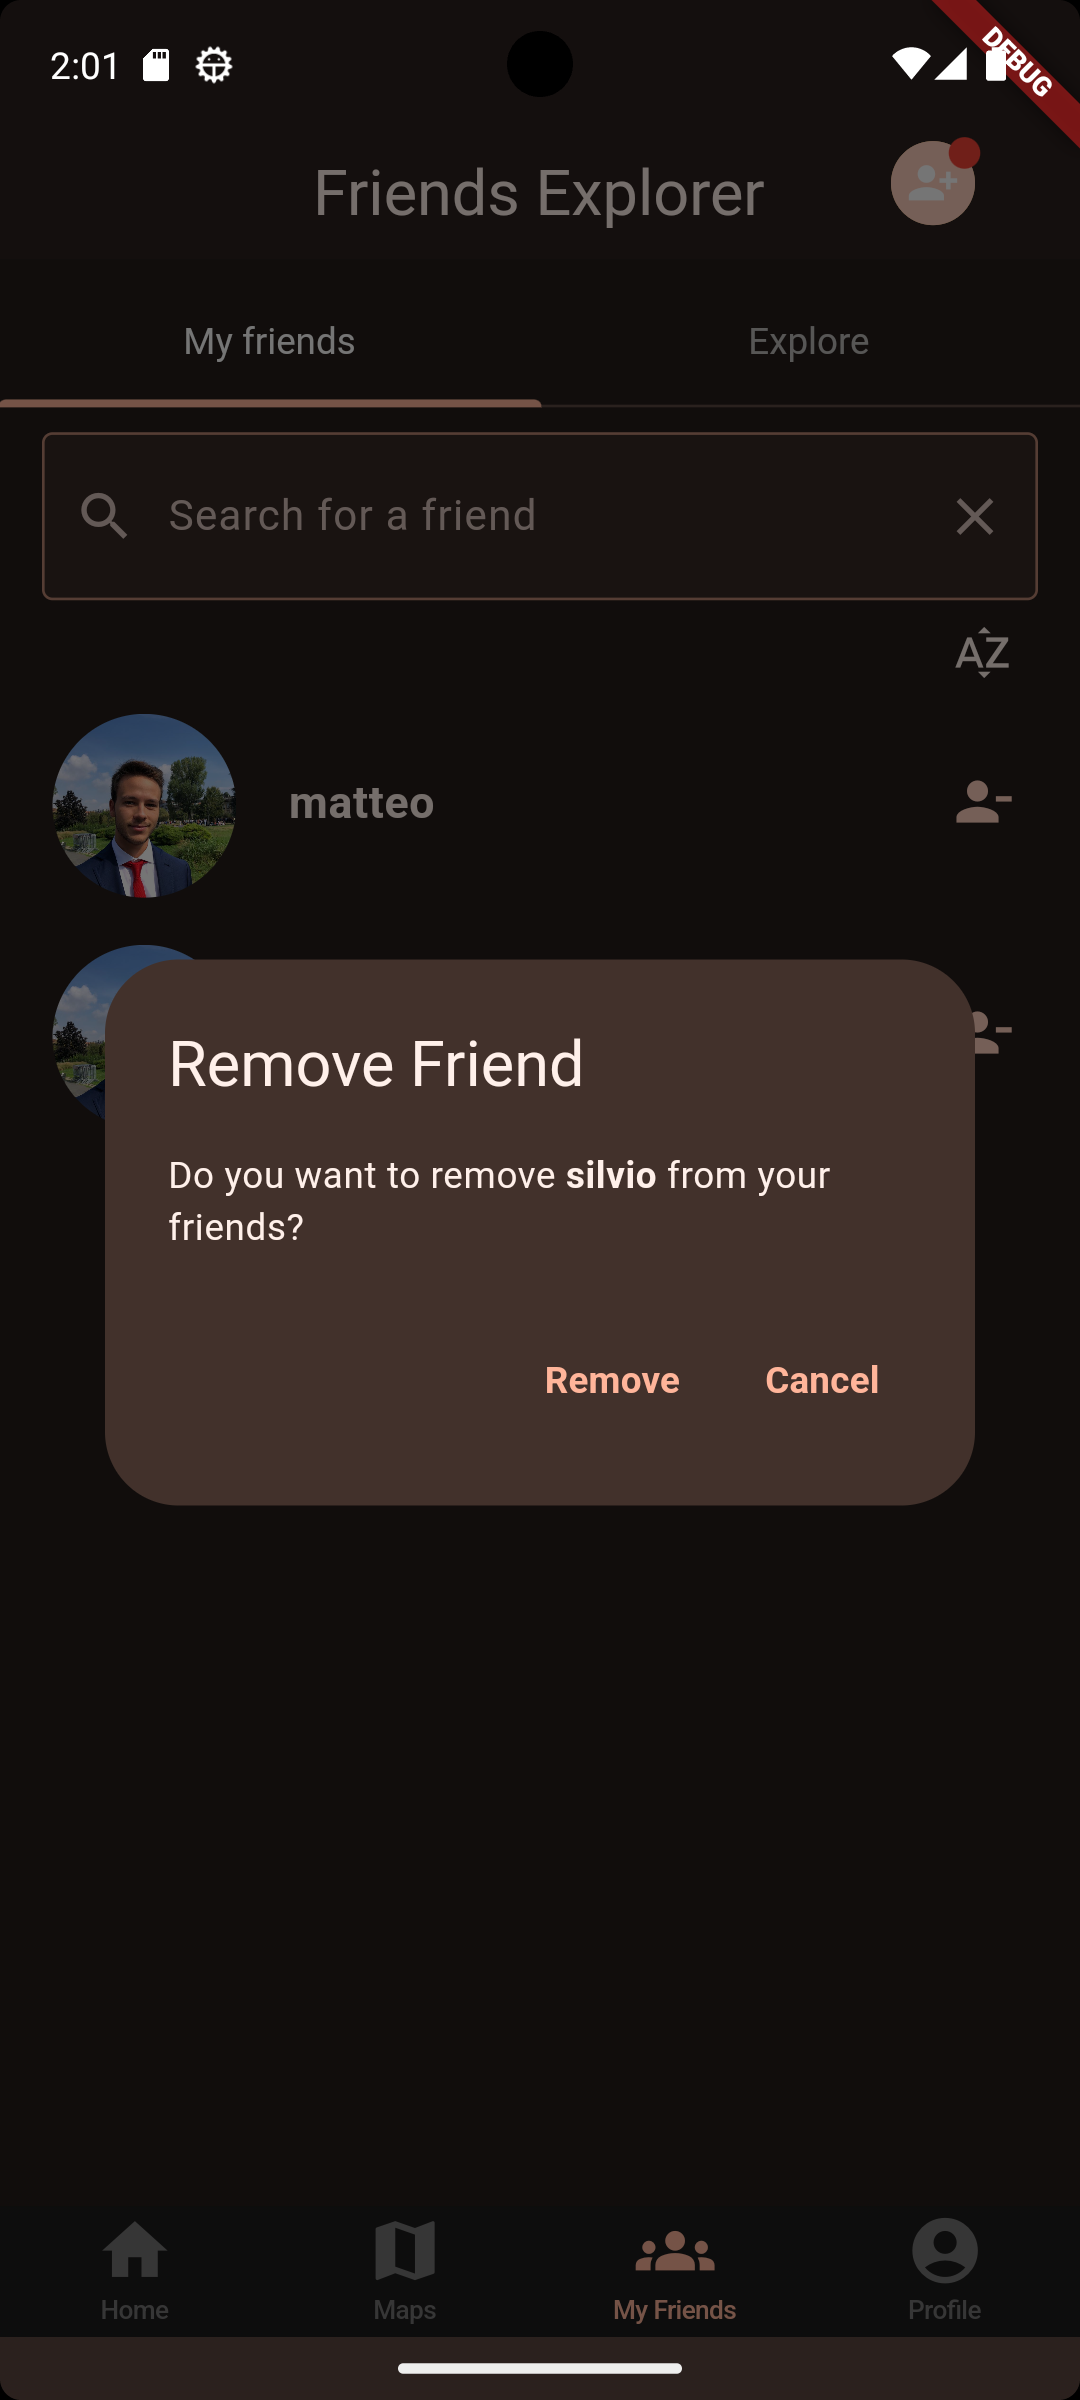 2:01
DEBUG
Friends Explorer
My friends
Explore
Search for a friend
AZ
matteo
Remove Friend
Do you want to remove silvio from your
friends?
Remove
Cancel
Home
Maps
My Friends
Profile